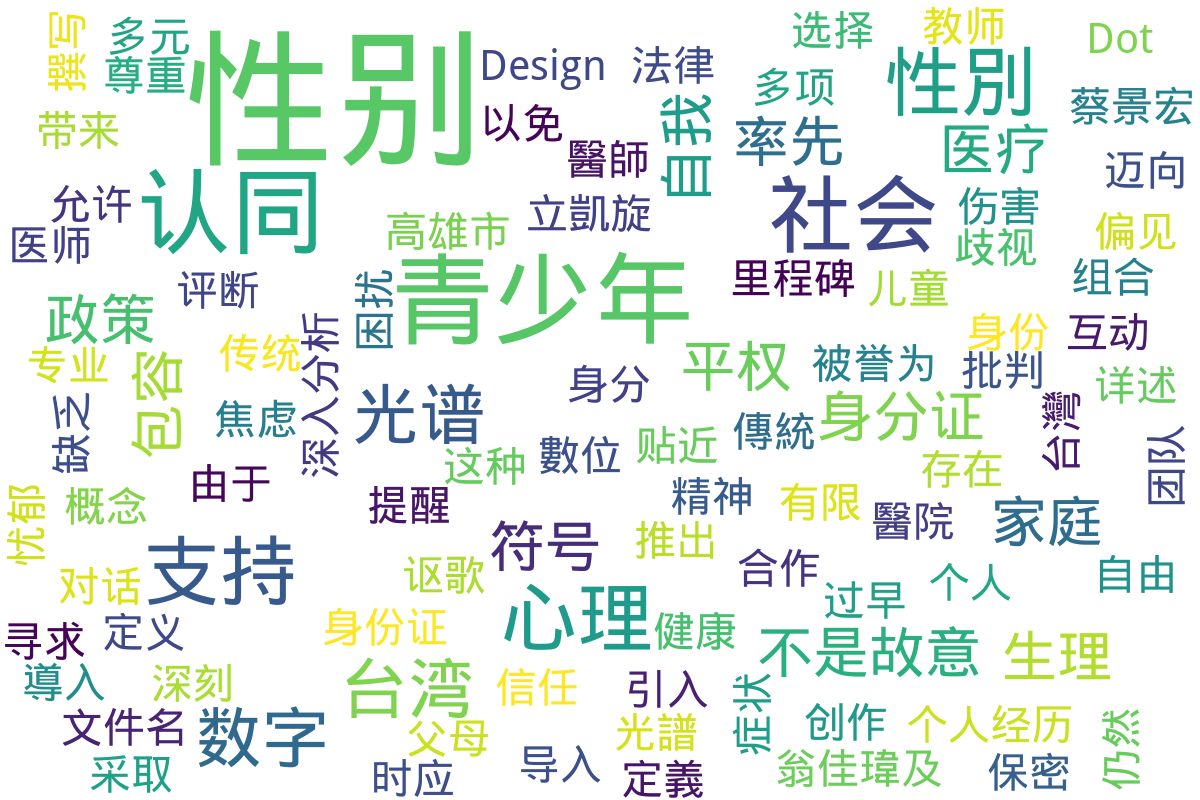 撰写
多元
尊重
性别
Design
法律
选择
教师
Dot
带来
以免
自我
多项
性別
蔡景宏
醫師
率先
医疗
迈向
允许
认同
立凱旋
社会
伤害
医师
高雄市
歧视
偏见
评断
困扰
青少年
里程碑
儿童
组合
政策
深入分析
身份
互动
专业
包容
传统
平权
被誉为
批判
详述
缺乏
焦虑
光谱
身分
傳統
身分证
台灣
由于
这种
數位
贴近
存在
团队
忧郁
概念
提醒
精神
有限
醫院
家庭
支持
符号
推出
对话
讴歌
合作
个人
自由
寻求
定义
身份证
心理
健康
过早
不是故意
生理
導入
深刻
台湾
信任
引入
症状
文件名
数字
父母
光譜
创作
个人经历
仍然
采取
时应
导入
定義
翁佳瑋及
保密